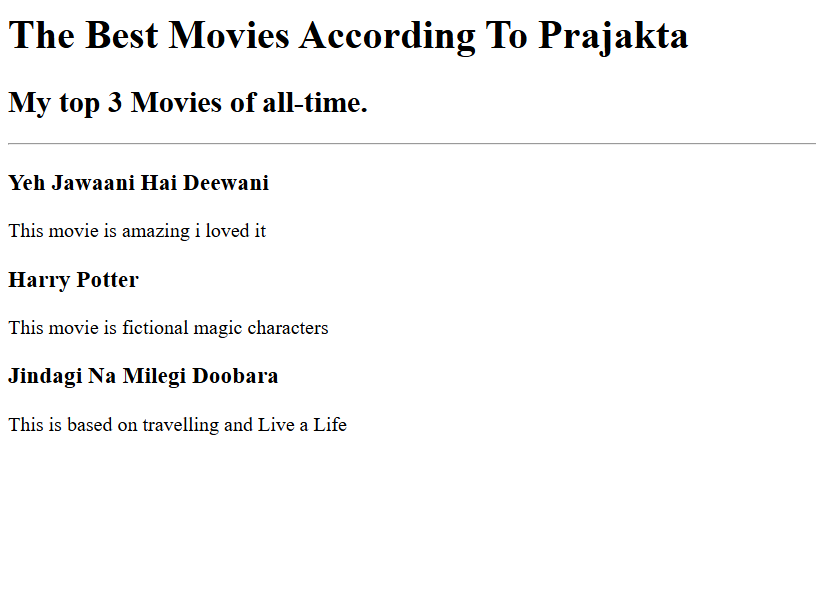 The Best Movies According To Prajakta
My top 3 Movies of all-time.
Yeh Jawaani Hai Deewani
This movie is amazing i loved it
Harry Potter
This movie is fictional magic characters
Jindagi Na Milegi Doobara
This is based on travelling and Live a Life